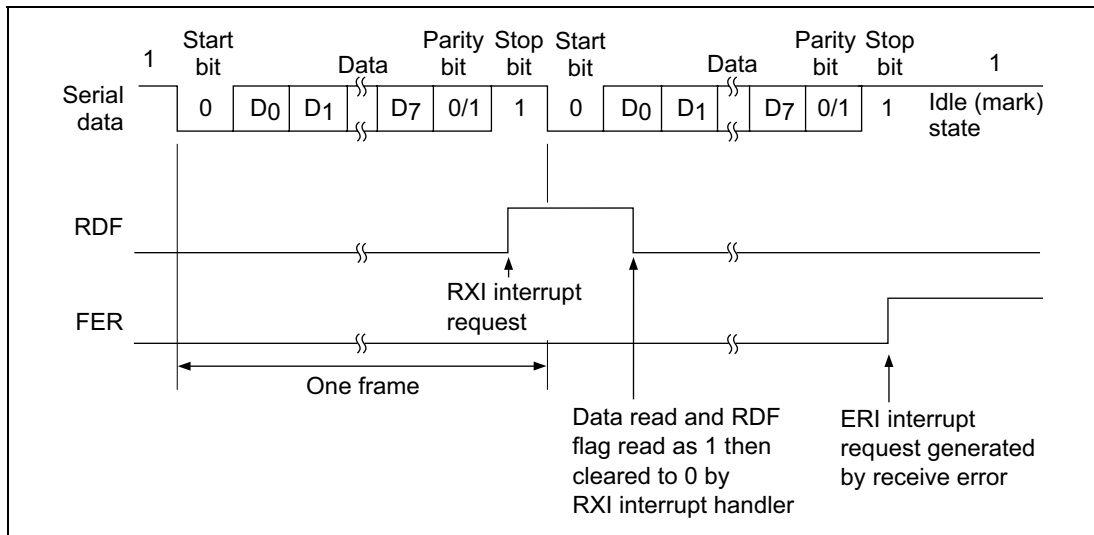 1 Start bit Data Parity bit Stop bit Start bit Data Parity bit Stop bit 1
Serial data 0 D0 D1 D7 0/1 1 0 D0 D1 D7 0/1 1 Idle (mark) state
RDF
RXI interrupt
request
FER
One frame
Data read and RDF
flag read as 1 then
cleared to 0 by
RXI interrupt handler
ERI interrupt
request generated
by receive error